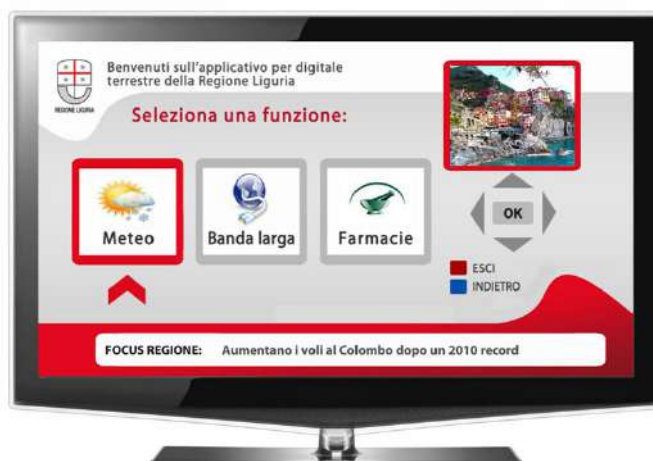 Benvenuti sull'applicativo per digitale
terrestre della Regione Liguria
REGIONE LIGURIA
Seleziona una funzione:
Meteo
Banda larga
Farmacie
OK
ESCI
INDIETRO
FOCUS REGIONE: Aumentano i voli al Colombo dopo un 2010 record